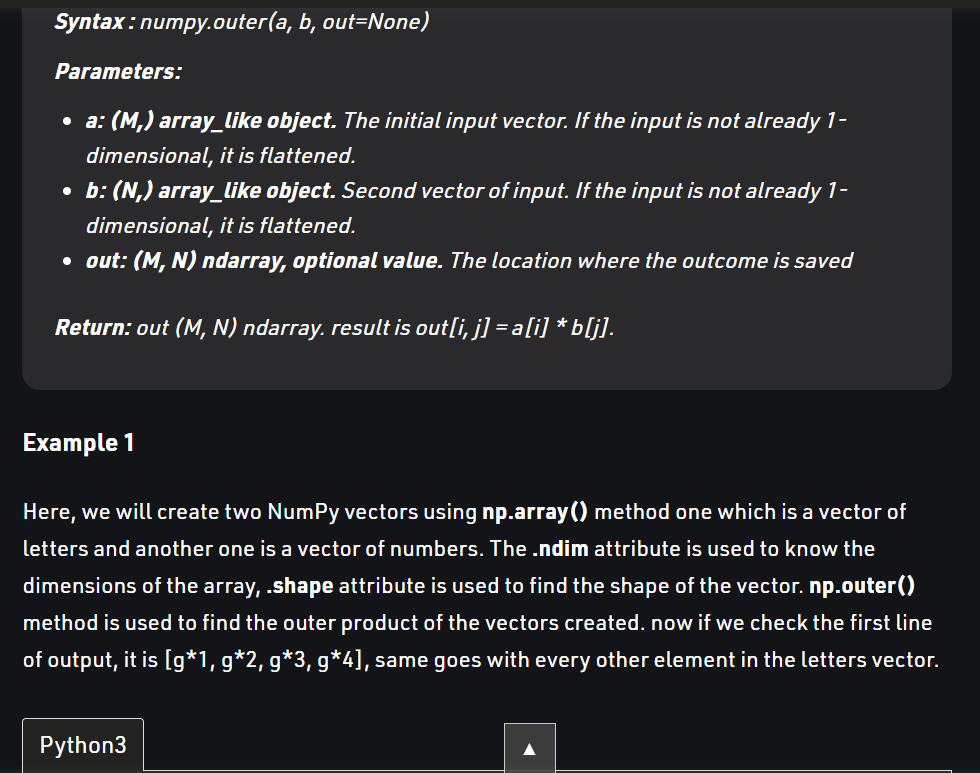 Syntax : numpy.outer(a, b, out=None)
Parameters:
• a: (M,) array_like object. The initial input vector. If the input is not already 1-
dimensional, it is flattened.
• b: (N,) array_like object. Second vector of input. If the input is not already 1-
dimensional, it is flattened.
• out: (M, N) ndarray, optional value. The location where the outcome is saved
Return: out (M, N) ndarray. result is out[i, j] = a[i] * b[j].
Example 1
Here, we will create two NumPy vectors using np.array() method one which is a vector of
letters and another one is a vector of numbers. The .ndim attribute is used to know the
dimensions of the array, .shape attribute is used to find the shape of the vector. np.outer()
method is used to find the outer product of the vectors created. now if we check the first line
of output, it is [g*1, g*2, g*3, g*4], same goes with every other element in the letters vector.
Python3